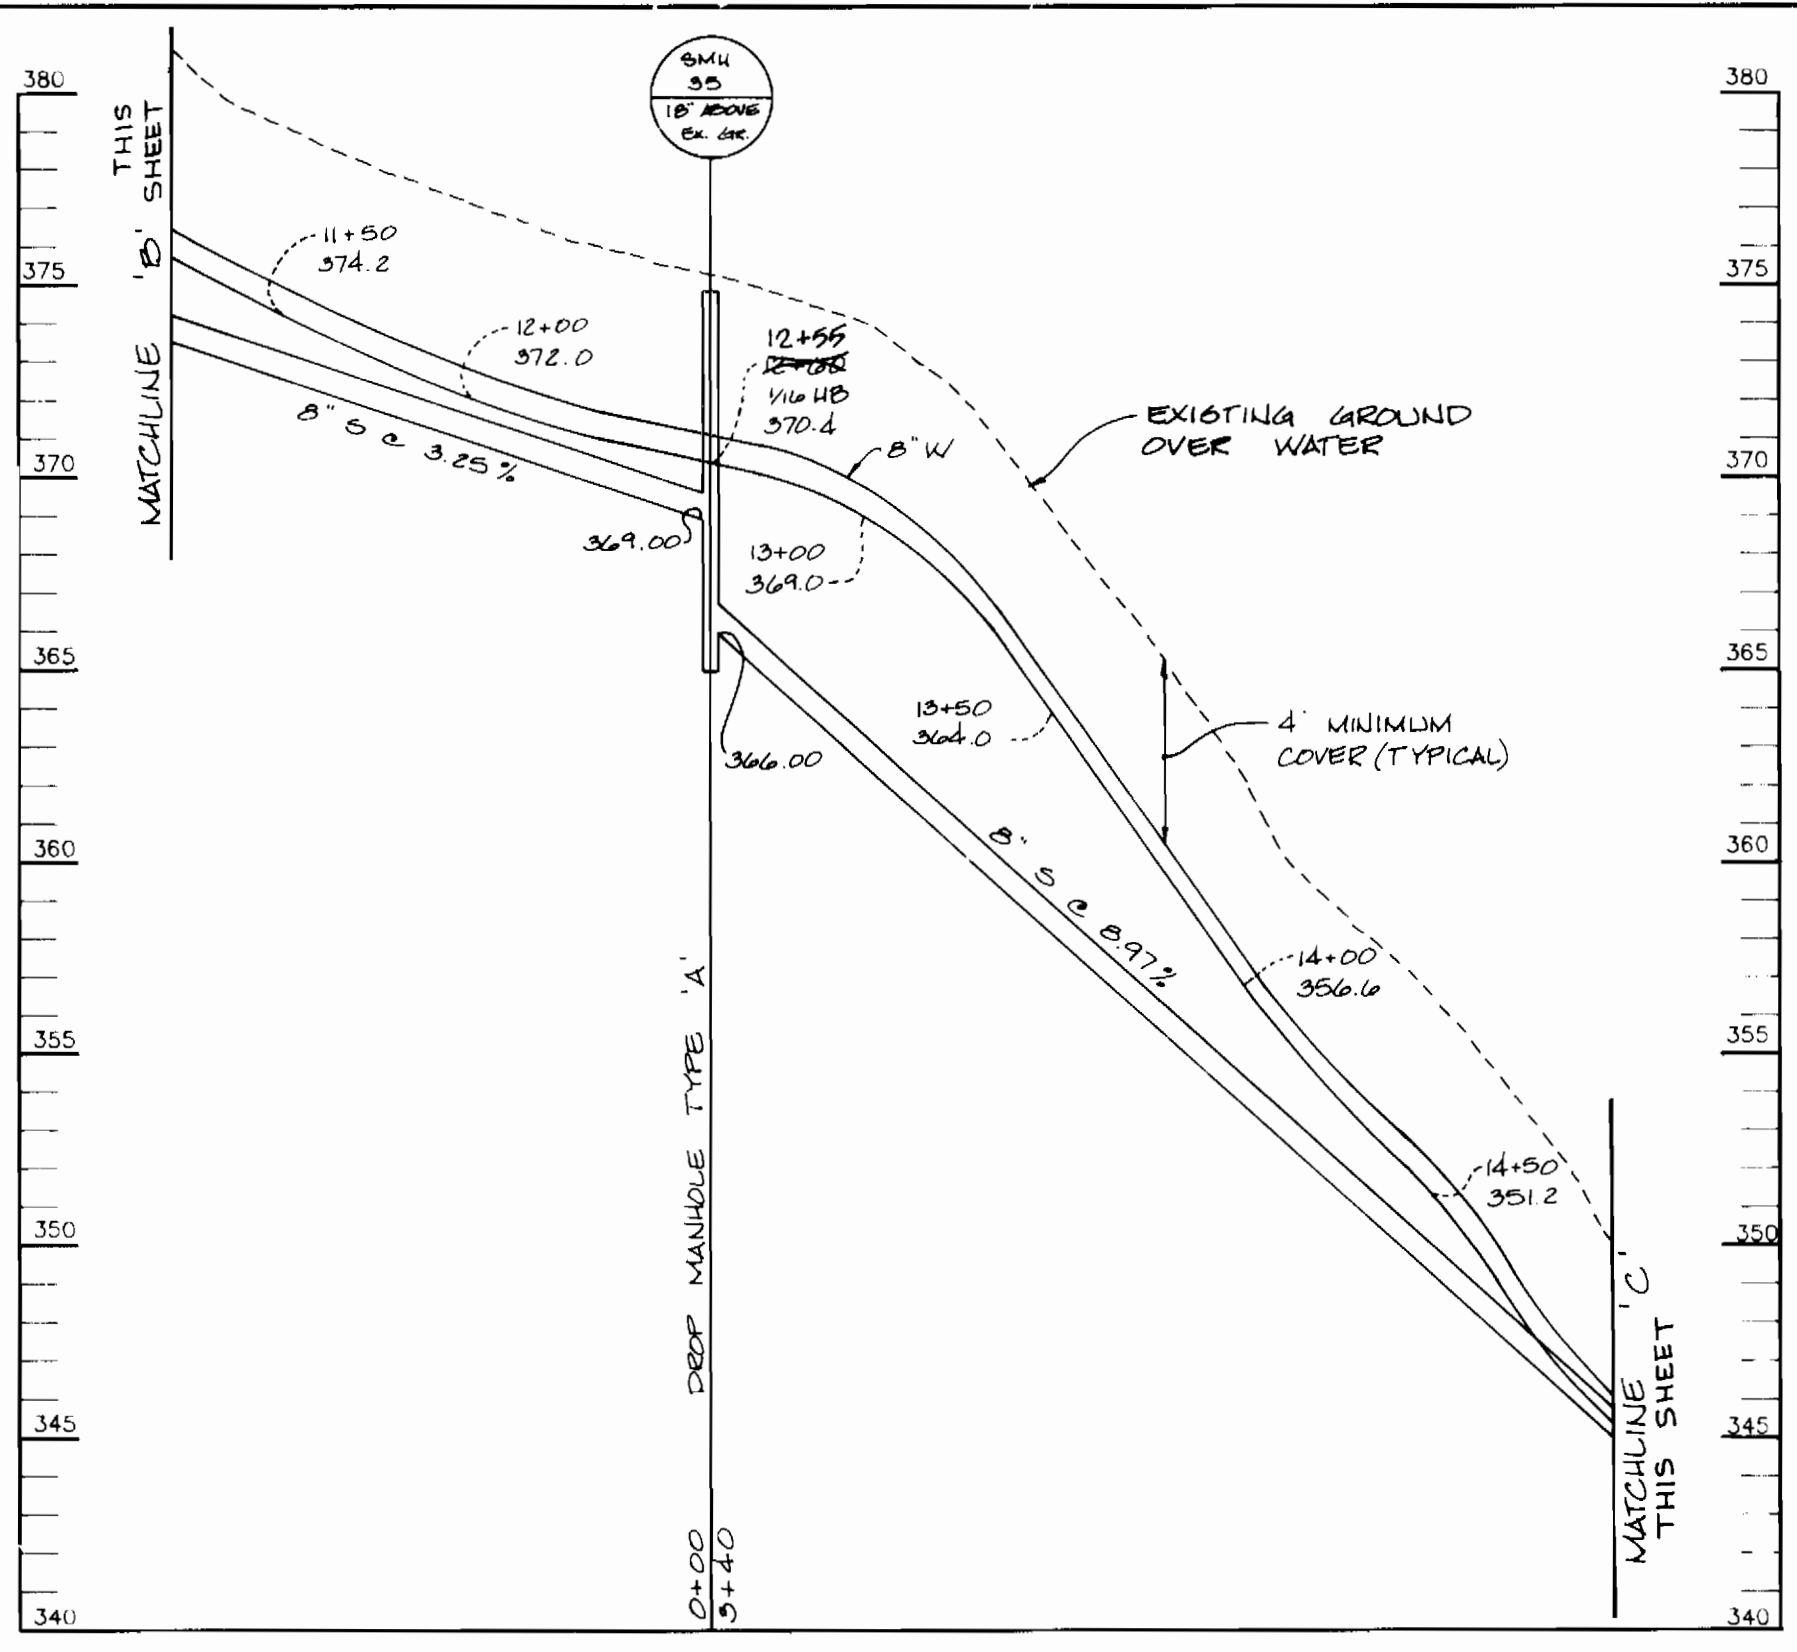 SMH
35
18" ABOVE
EX. GR.
380
375
370
365
360
355
350
345
340
THIS
MATCHLINE 'B' SHEET
11+50
374.2
12+00
372.0
12+55
1/16 HB
370.4
8" S @ 3.25%
369.00
8" W
EXISTING GROUND
OVER WATER
13+00
369.0
13+50
364.0
366.00
4' MINIMUM
COVER (TYPICAL)
8" S @ 8.97%
14+00
356.6
14+50
351.2
DROP MANHOLE TYPE 'A'
0+00
3+40
MATCHLINE 'C'
THIS SHEET
380
375
370
365
360
355
350
345
340